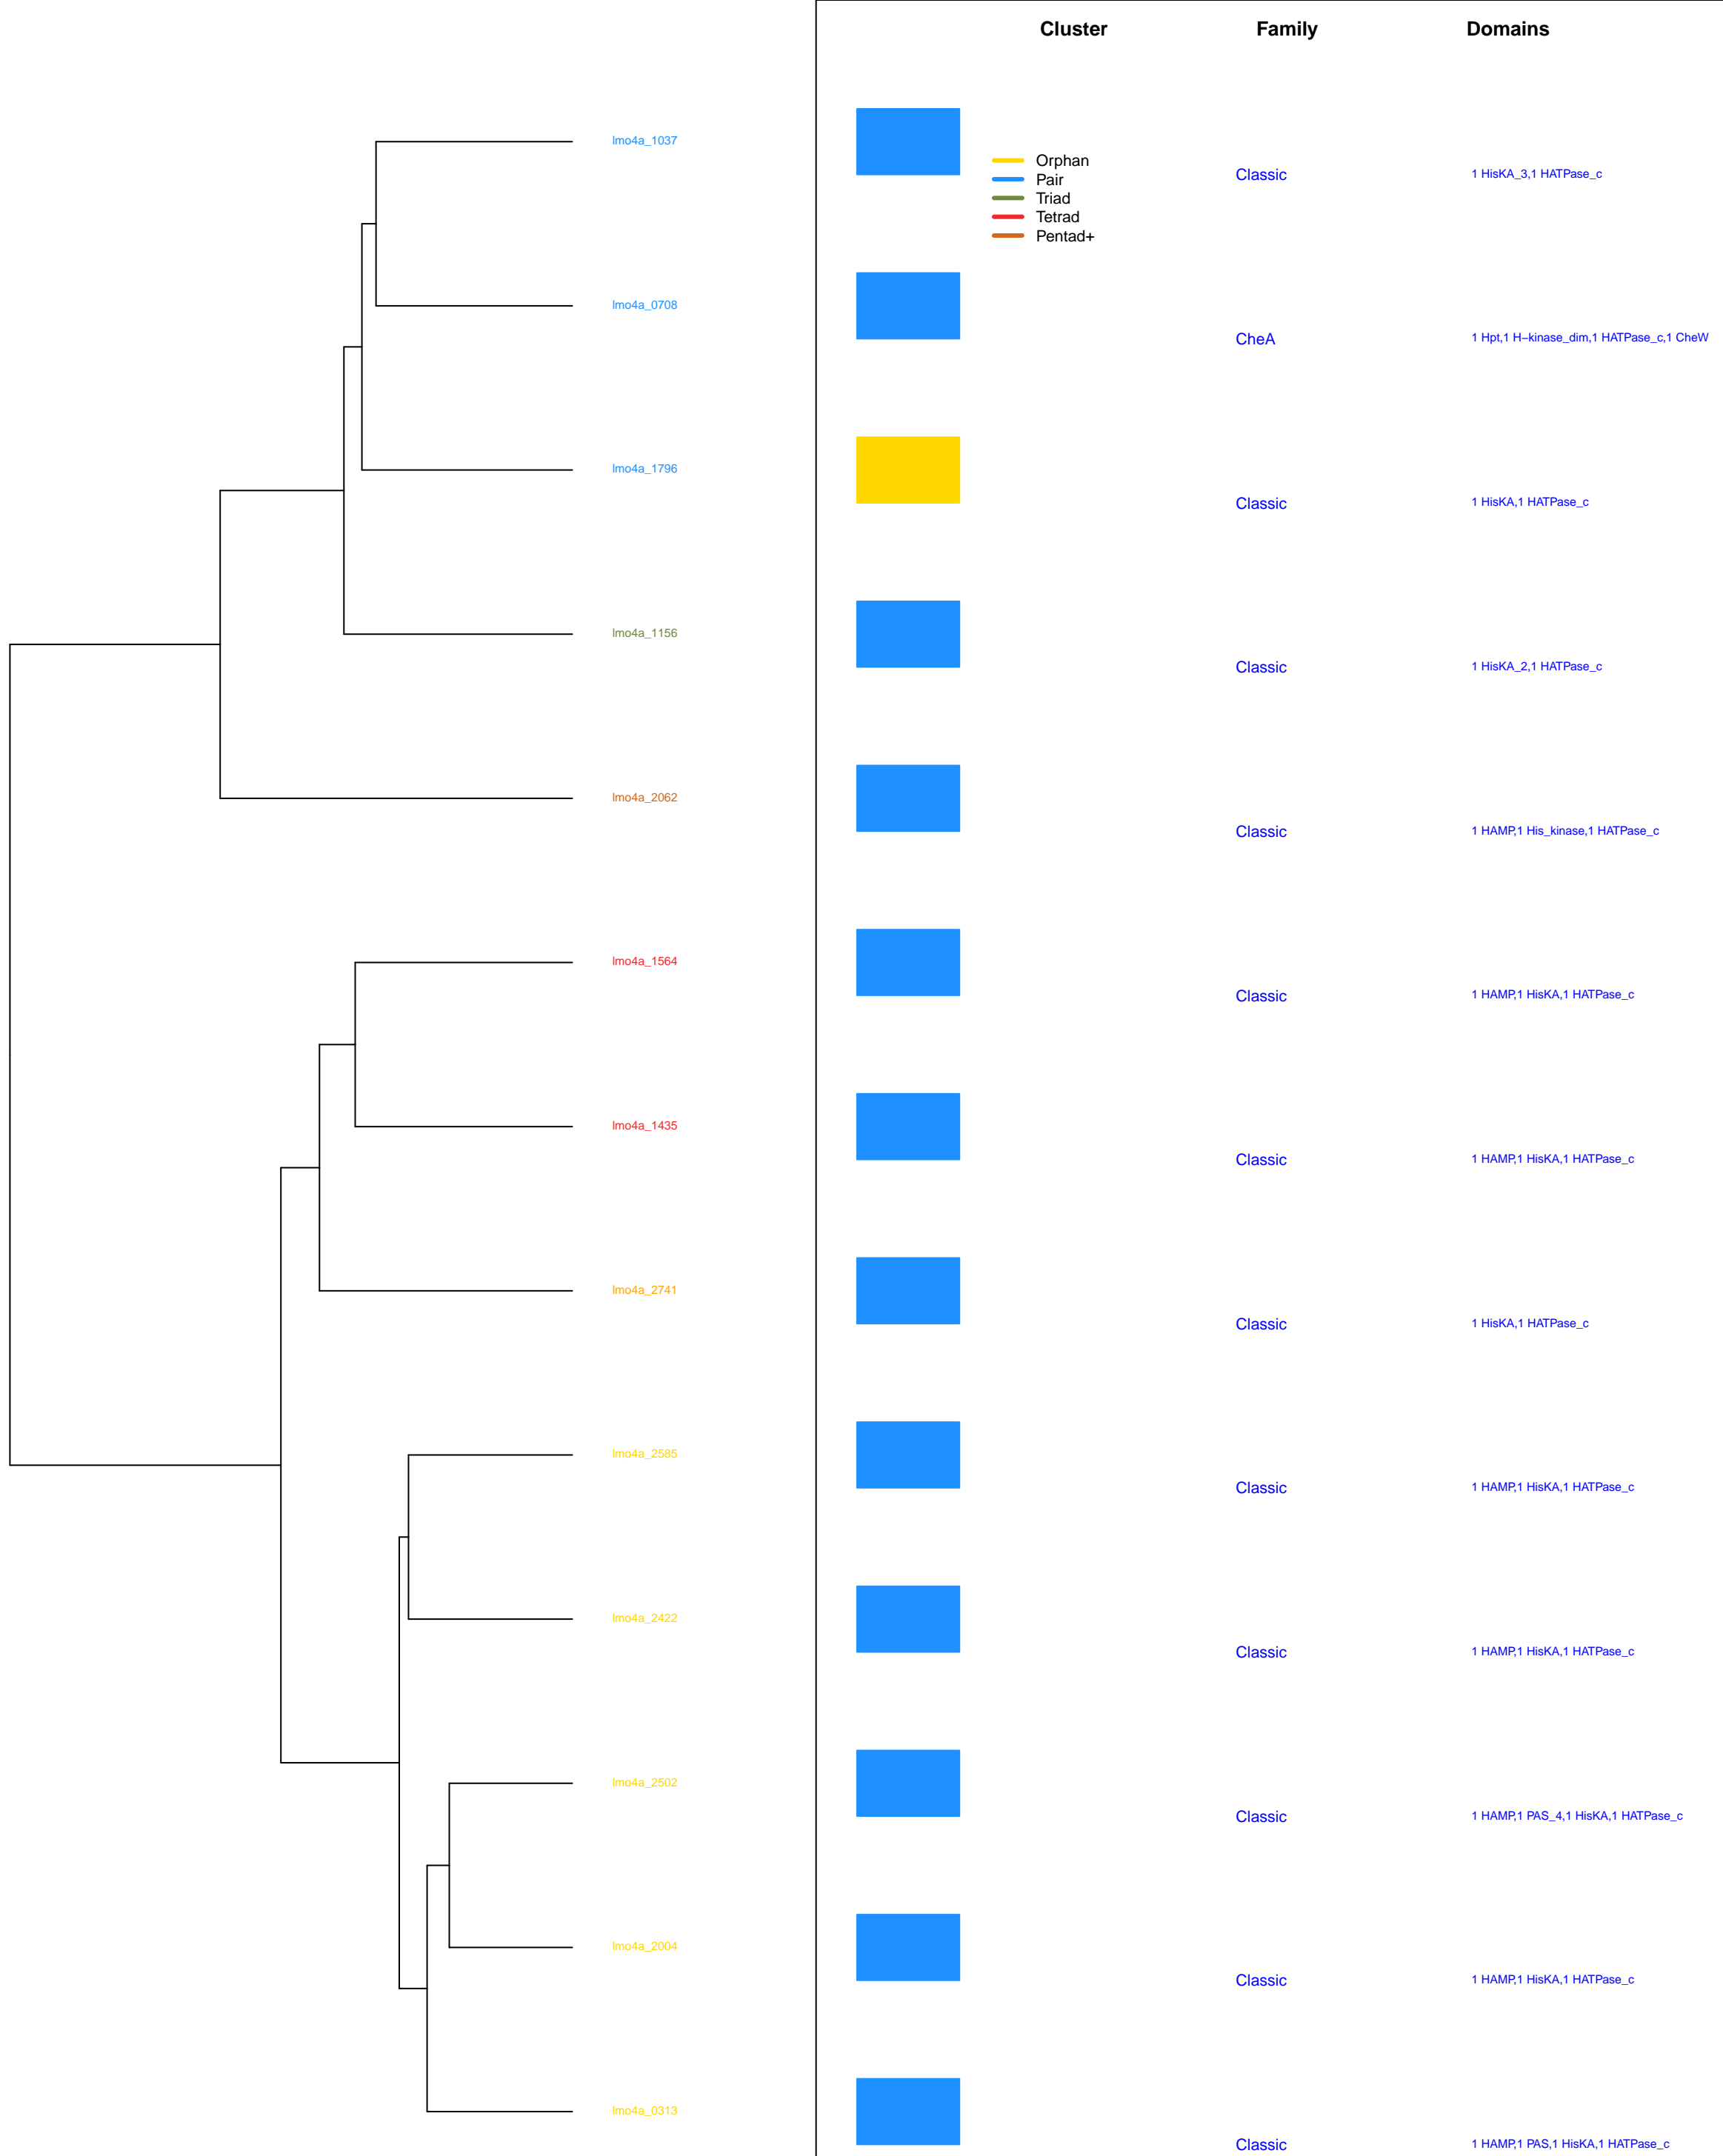 Cluster Family Domains
lmo4a_1037
Orphan
Pair
Triad
Tetrad
Pentad+
Classic 1 HisKA_3,1 HATPase_c
lmo4a_0708
CheA 1 Hpt,1 H−kinase_dim,1 HATPase_c,1 CheW
lmo4a_1796
Classic 1 HisKA,1 HATPase_c
lmo4a_1156
Classic 1 HisKA_2,1 HATPase_c
lmo4a_2062
Classic 1 HAMP,1 His_kinase,1 HATPase_c
lmo4a_1564
Classic 1 HAMP,1 HisKA,1 HATPase_c
lmo4a_1435
Classic 1 HAMP,1 HisKA,1 HATPase_c
lmo4a_2741
Classic 1 HisKA,1 HATPase_c
lmo4a_2585
Classic 1 HAMP,1 HisKA,1 HATPase_c
lmo4a_2422
Classic 1 HAMP,1 HisKA,1 HATPase_c
lmo4a_2502
Classic 1 HAMP,1 PAS_4,1 HisKA,1 HATPase_c
lmo4a_2004
Classic 1 HAMP,1 HisKA,1 HATPase_c
lmo4a_0313
Classic 1 HAMP,1 PAS,1 HisKA,1 HATPase_c